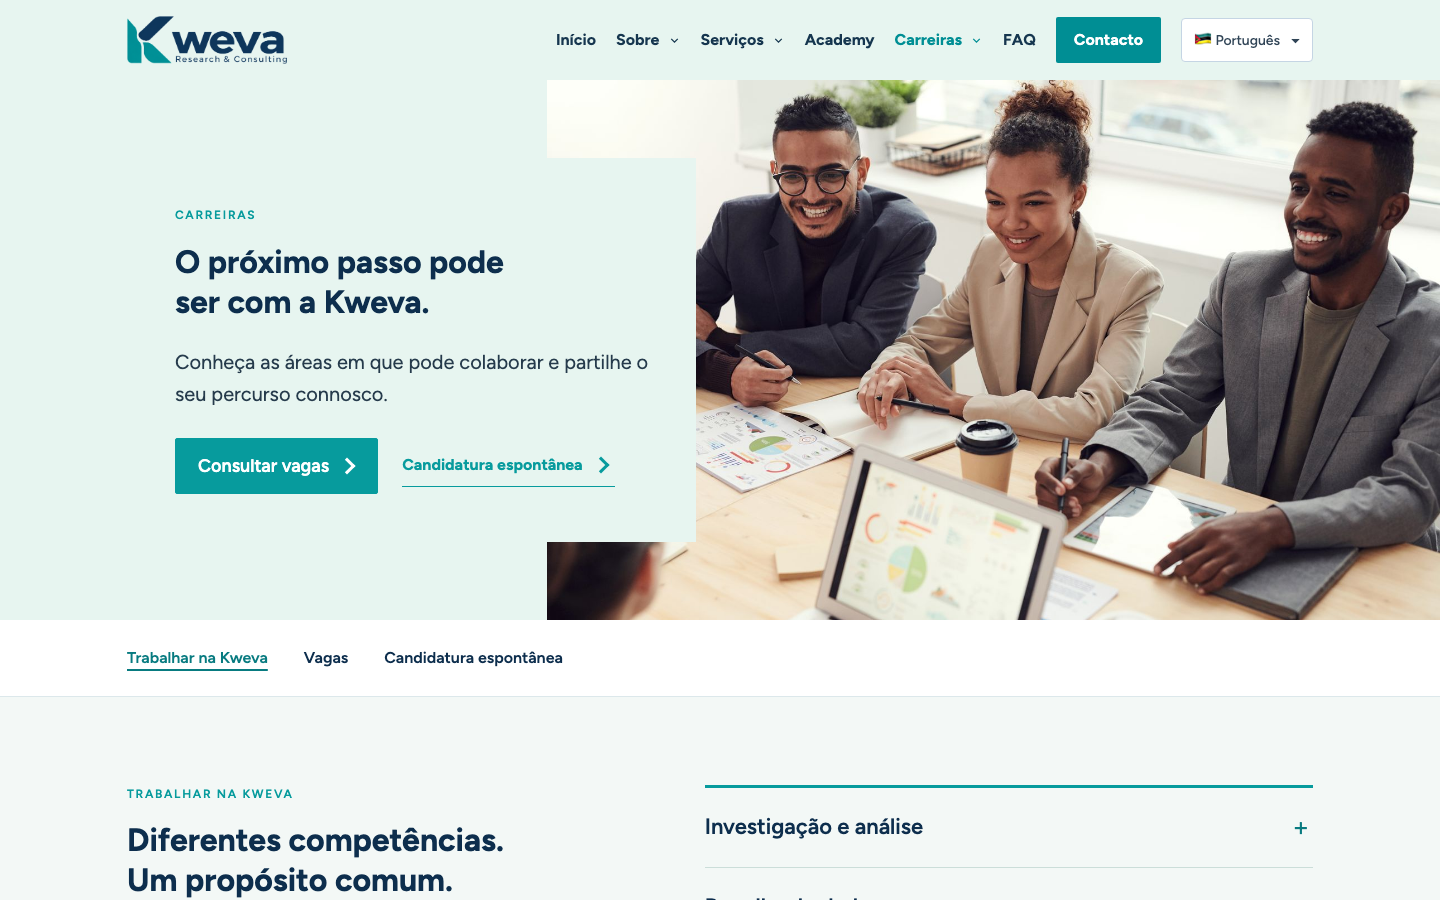 Kweva
Research & Consulting
Início
Sobre
Serviços
Academy
Carreiras
FAQ
Contacto
Português
CARREIRAS
O próximo passo pode
ser com a Kweva.
Conheça as áreas em que pode colaborar e partilhe o
seu percurso connosco.
Consultar vagas
Candidatura espontânea
Trabalhar na Kweva
Vagas
Candidatura espontânea
TRABALHAR NA KWEVA
Diferentes competências.
Um propósito comum.
Investigação e análise
+